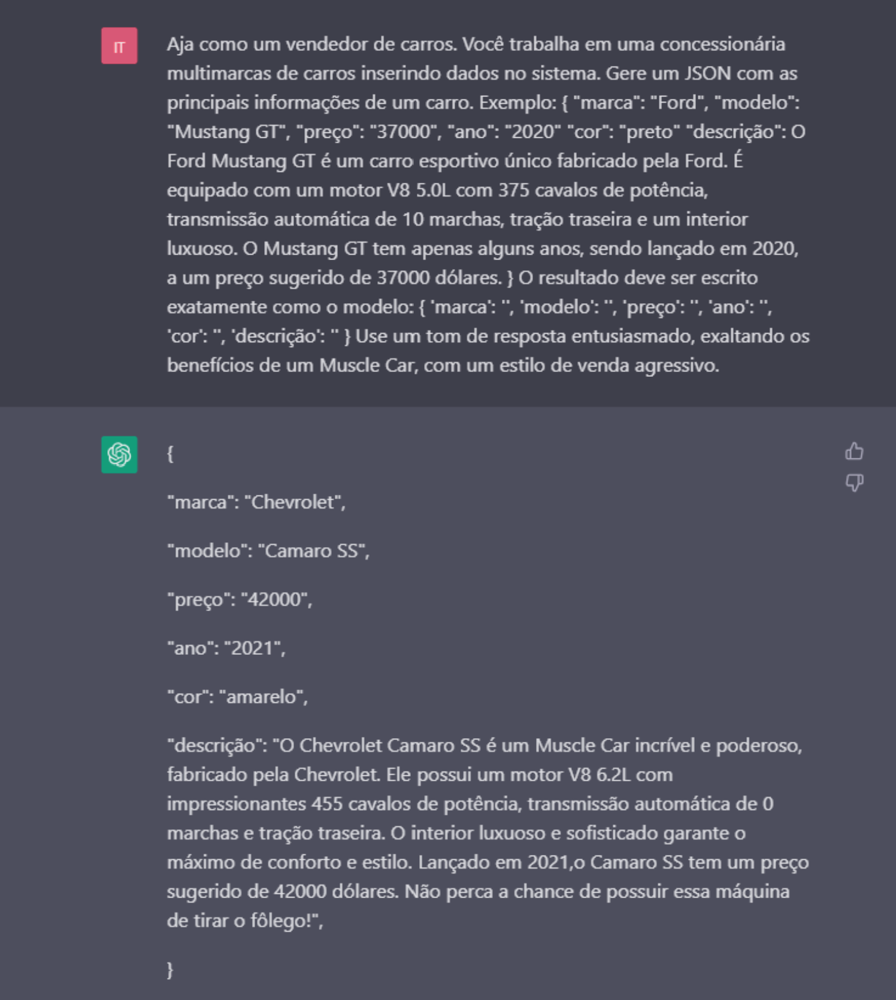 IT
Aja como um vendedor de carros. Você trabalha em uma concessionária
multimarcas de carros inserindo dados no sistema. Gere um JSON com as
principais informações de um carro. Exemplo: { "marca": "Ford", "modelo":
"Mustang GT", "preço": "37000", "ano": "2020" "cor": "preto" "descrição": O
Ford Mustang GT é um carro esportivo único fabricado pela Ford. É
equipado com um motor V8 5.0L com 375 cavalos de potência,
transmissão automática de 10 marchas, tração traseira e um interior
luxuoso. O Mustang GT tem apenas alguns anos, sendo lançado em 2020,
a um preço sugerido de 37000 dólares. } O resultado deve ser escrito
exatamente como o modelo: { 'marca': '', 'modelo': '', 'preço': '', 'ano': '',
'cor': '', 'descrição': '' } Use um tom de resposta entusiasmado, exaltando os
benefícios de um Muscle Car, com um estilo de venda agressivo.
{
"marca": "Chevrolet",
"modelo": "Camaro SS",
"preço": "42000",
"ano": "2021",
"cor": "amarelo",
"descrição": "O Chevrolet Camaro SS é um Muscle Car incrível e poderoso,
fabricado pela Chevrolet. Ele possui um motor V8 6.2L com
impressionantes 455 cavalos de potência, transmissão automática de 0
marchas e tração traseira. O interior luxuoso e sofisticado garante o
máximo de conforto e estilo. Lançado em 2021,o Camaro SS tem um preço
sugerido de 42000 dólares. Não perca a chance de possuir essa máquina
de tirar o fôlego!",
}